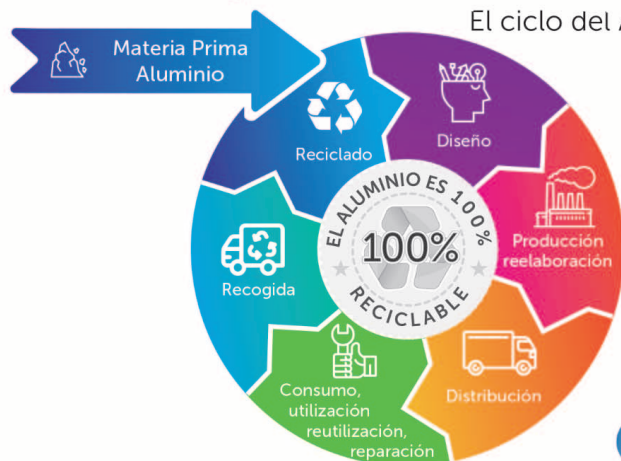 El ciclo del A
Materia Prima
Aluminio
Reciclado
Diseño
Producción
reelaboración
Distribución
Consumo,
utilización
reutilización,
reparación
Recogida
EL ALUMINIO ES 100%
100%
RECICLABLE